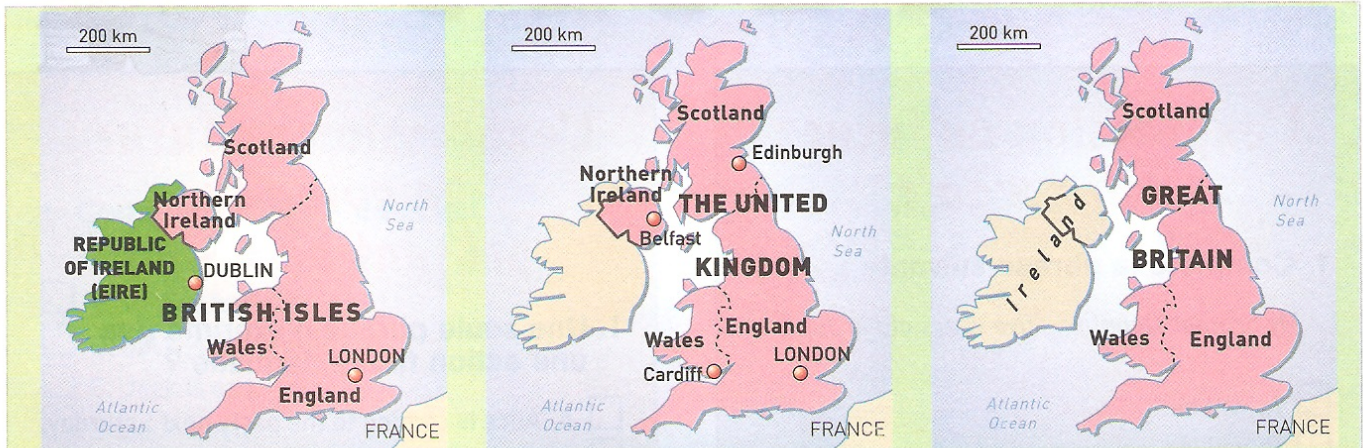 200 km
Scotland
Northern
Ireland
North
Sea
REPUBLIC
OF IRELAND
(EIRE)
DUBLIN
BRITISH ISLES
Wales
LONDON
England
Atlantic
Ocean
FRANCE
200 km
Scotland
Edinburgh
Northern
Ireland
THE UNITED
Belfast
North
Sea
KINGDOM
England
Wales
LONDON
Cardiff
Atlantic
Ocean
FRANCE
200 km
Scotland
GREAT
North
Sea
Ireland
BRITAIN
Wales
England
Atlantic
Ocean
FRANCE